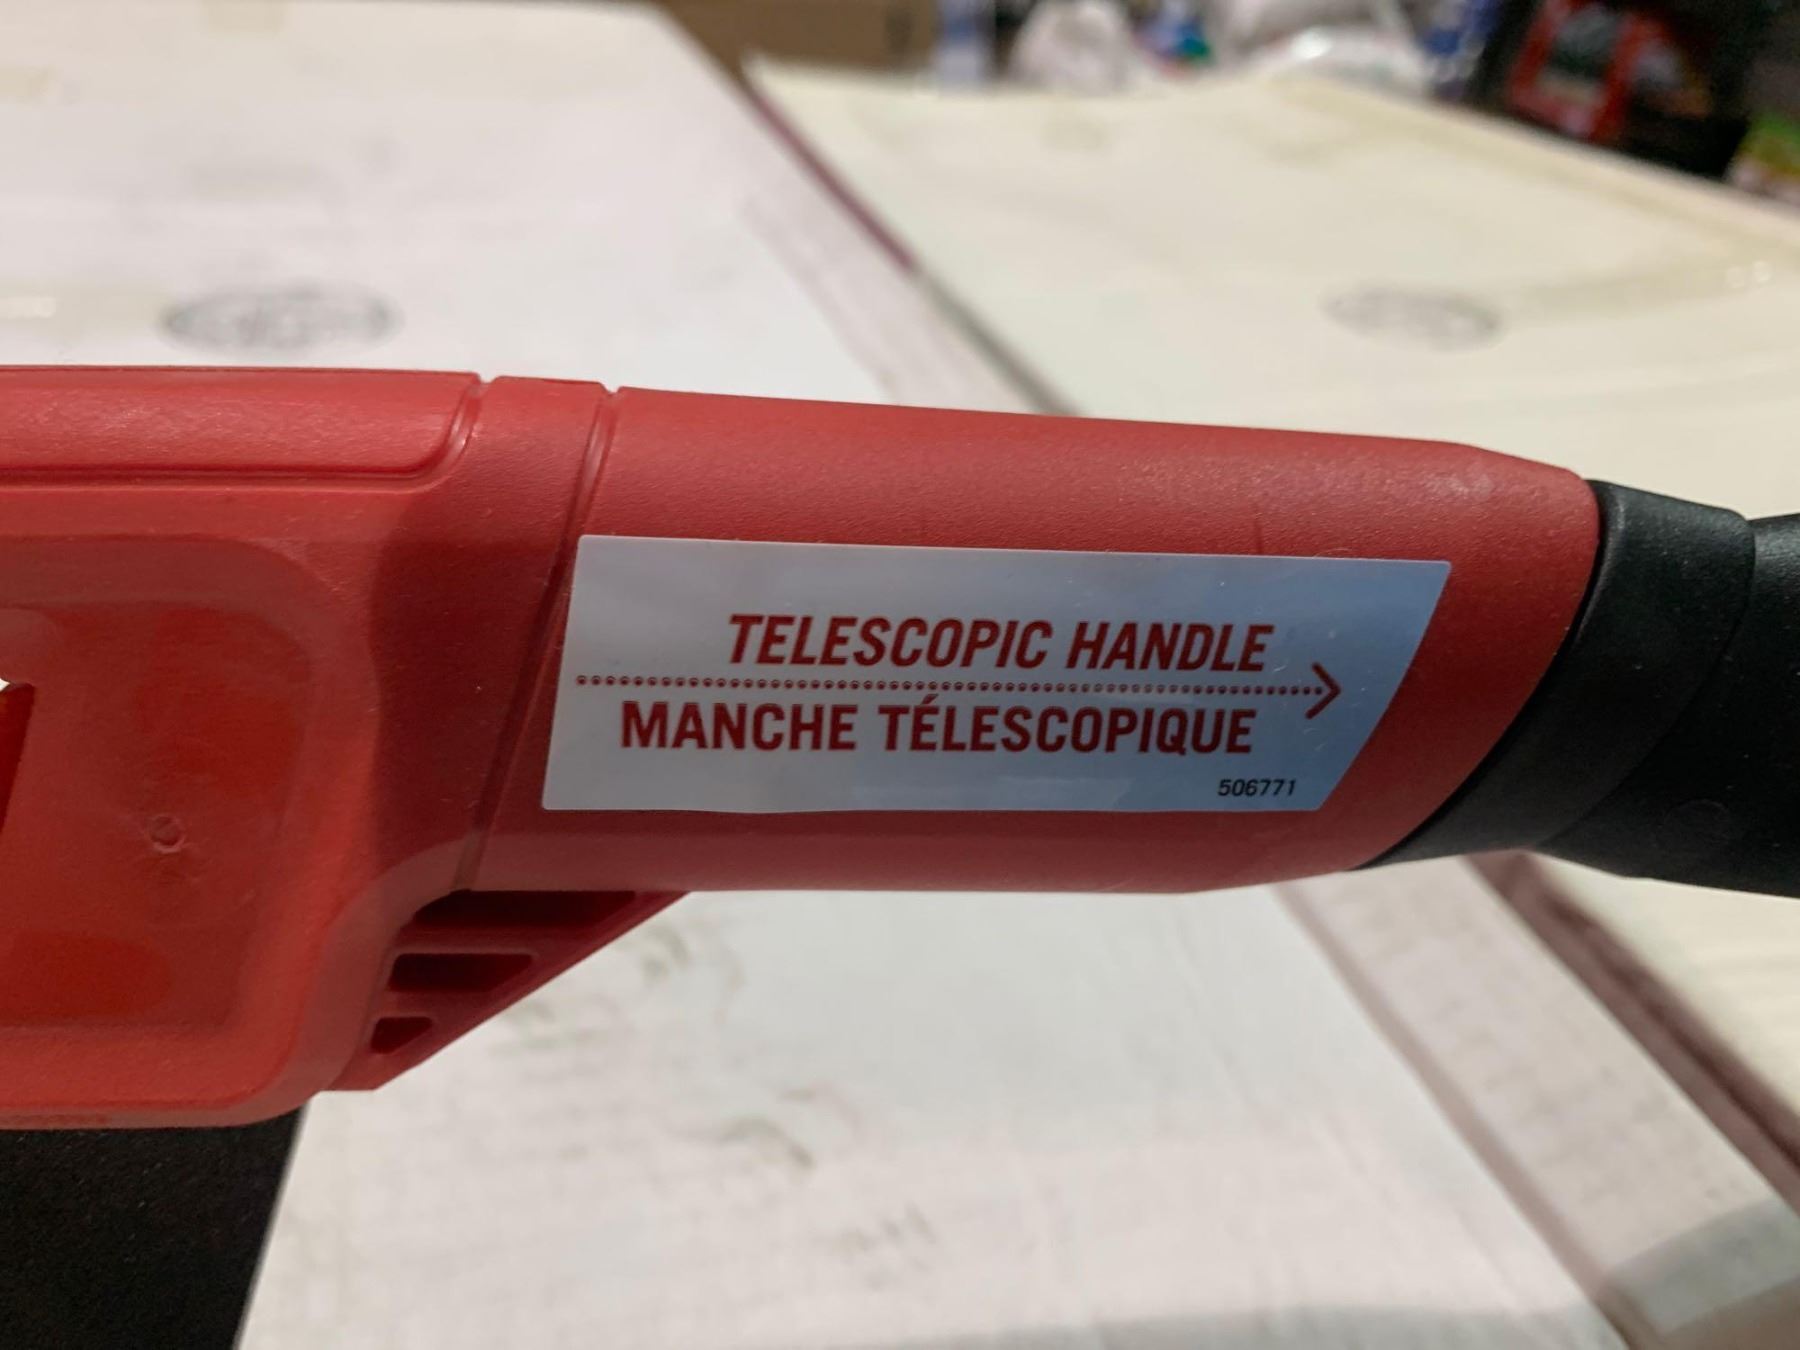 TELESCOPIC HANDLE
MANCHE TÉLESCOPIQUE
506771